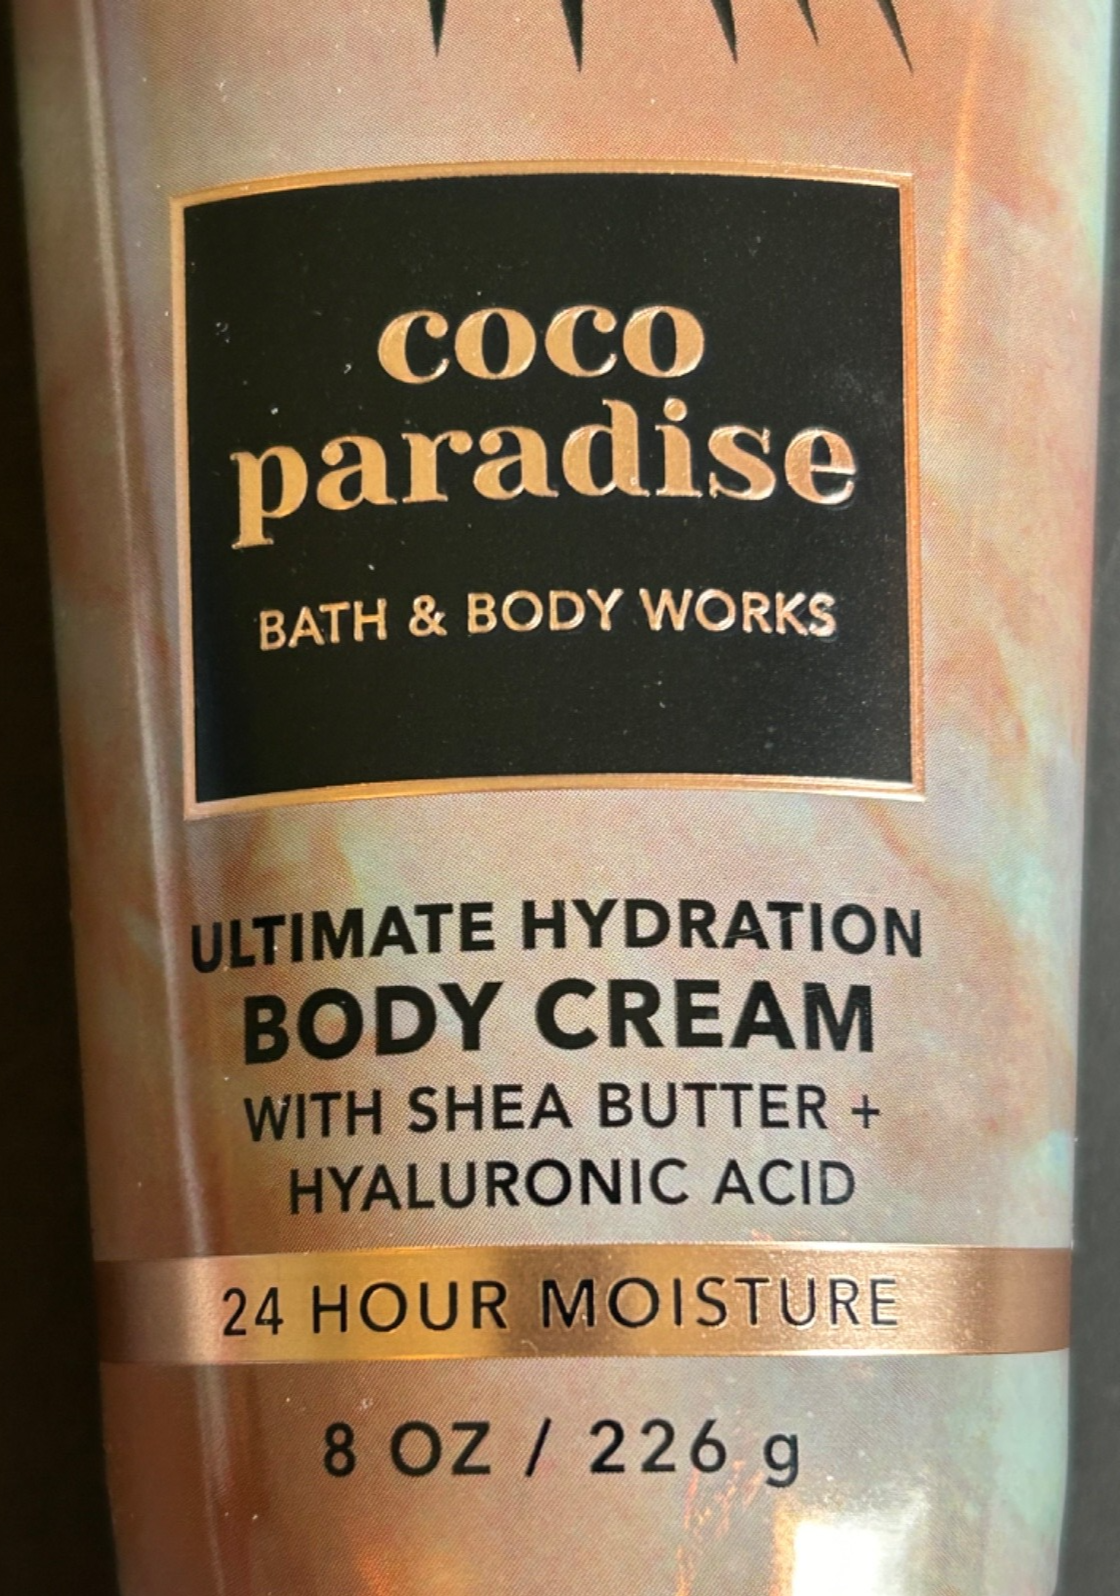 coco
paradise
BATH & BODY WORKS
ULTIMATE HYDRATION
BODY CREAM
WITH SHEA BUTTER +
HYALURONIC ACID
24 HOUR MOISTURE
8 OZ / 226 g